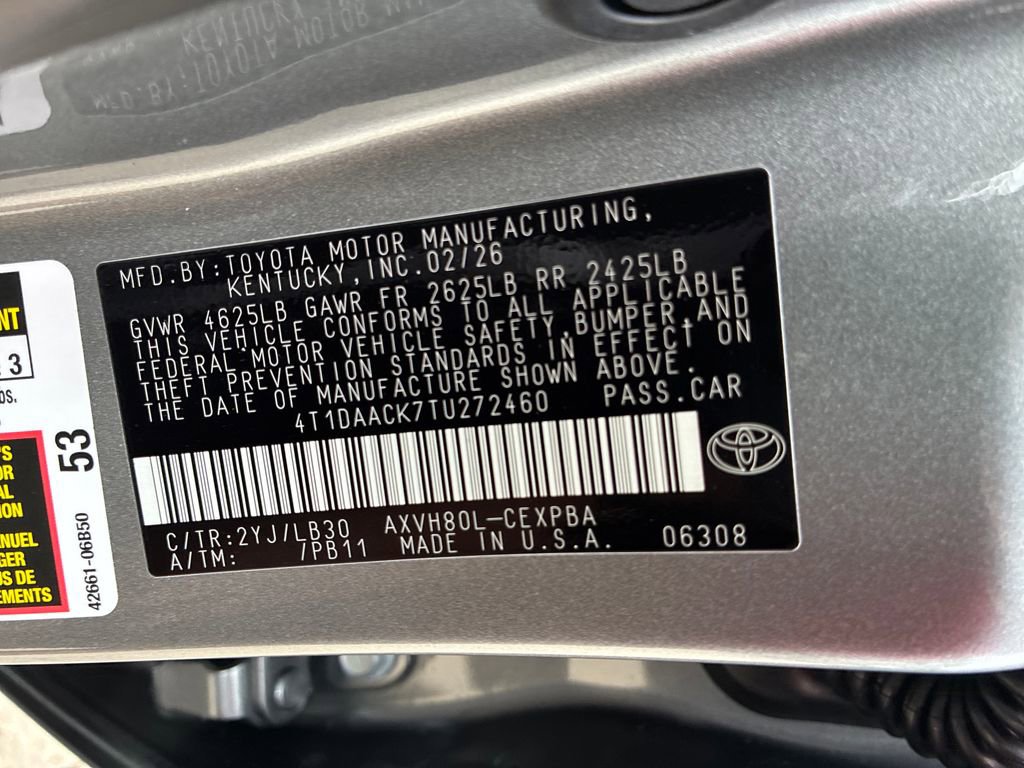 MFD.BY:TOYOTA MOTOR MANUFACTURING,
KENTUCKY, INC.02/26
GVWR 4625LB GAWR FR 2625LB RR 2425LB
THIS VEHICLE CONFORMS TO ALL APPLICABLE
FEDERAL MOTOR VEHICLE SAFETY,BUMPER,AND
THEFT PREVENTION STANDARDS IN EFFECT ON
THE DATE OF MANUFACTURE SHOWN ABOVE.
4T1DAACK7TU272460 PASS.CAR
C/TR:2YJ/LB30 AXVH80L-CEXPBA
A/TM: /PB11 MADE IN U.S.A. 06308
3
53
42661-06B50